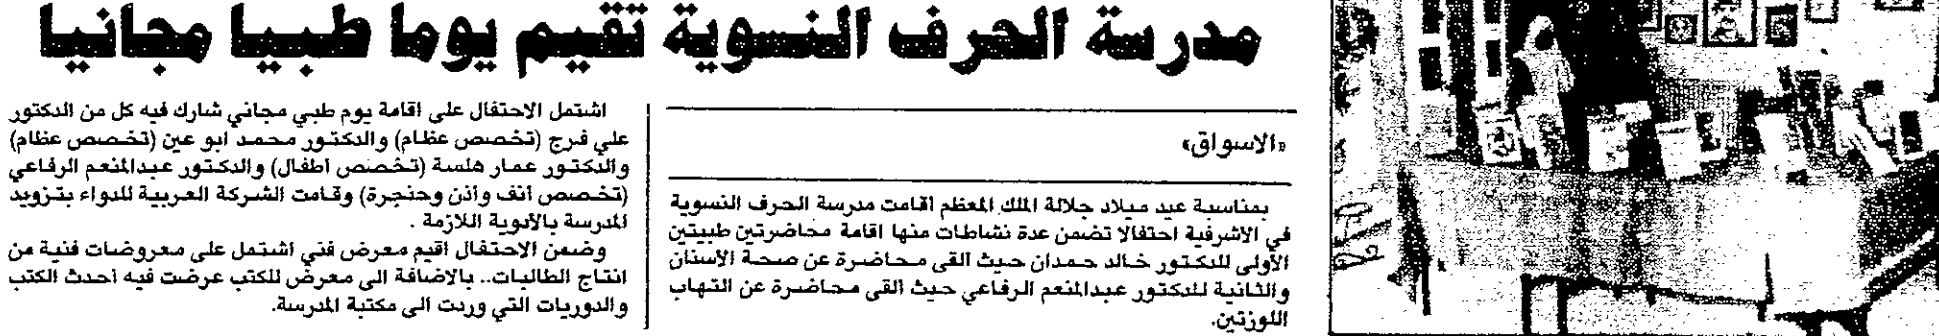 مدرسة الحرف النسوية تقيم يوما طبيا مجانيا
«الاسواق»
بمناسبة عيد ميلاد جلالة الملك المعظم اقامت مدرسة الحرف النسوية
في الاشرفية احتفالا تضمن عدة نشاطات منها اقامة محاضرتين طبيتين
الأولى للدكتور خالد حمدان حيث القى محاضرة عن صحة الاسنان
والثانية للدكتور عبدالمنعم الرفاعي حيث القى محاضرة عن التهاب
اللوزتين.
اشتمل الاحتفال على اقامة يوم طبي مجاني شارك فيه كل من الدكتور
علي فرج (تخصص عظام) والدكتور محمد ابو عين (تخصص عظام)
والدكتور عمار هلسة (تخصص اطفال) والدكتور عبدالمنعم الرفاعي
(تخصص أنف وأذن وحنجرة) وقامت الشركة العربية للدواء بتزويد
المدرسة بالأدوية اللازمة .
وضمن الاحتفال اقيم معرض فني اشتمل على معروضات فنية من
انتاج الطالبات.. بالاضافة الى معرض للكتب عرضت فيه أحدث الكتب
والدوريات التي وردت الى مكتبة المدرسة.